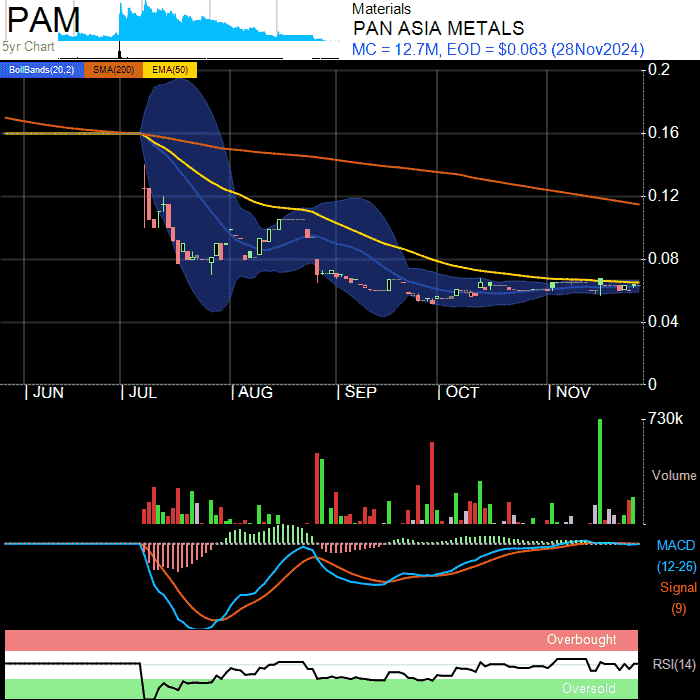 PAM
5yr Chart
Materials
PAN ASIA METALS
MC = 12.7M, EOD = $0.063 (28Nov2024)
BollBands(20,2) SMA(200) EMA(50)
0.2
0.16
0.12
0.08
0.04
0
JUN JUL AUG SEP OCT NOV
730k
Volume
MACD
(12-26)
Signal
(9)
Overbought
RSI(14)
Oversold